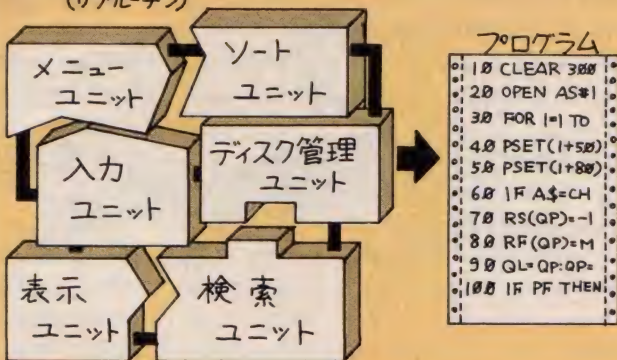 (サブルーチン)
メニュー
ユニット
ソート
ユニット
入力
ユニット
ディスク管理
ユニット
表示
ユニット
検索
ユニット
プログラム
10 CLEAR 300
20 OPEN AS#1
30 FOR I=1 TO
40 PSET(1+50)
50 PSET(1+80)
60 IF A$=CH
70 RS(QP)=-1
80 RF(QP)=M
90 QL=QP:QP=
100 IF PF THEN